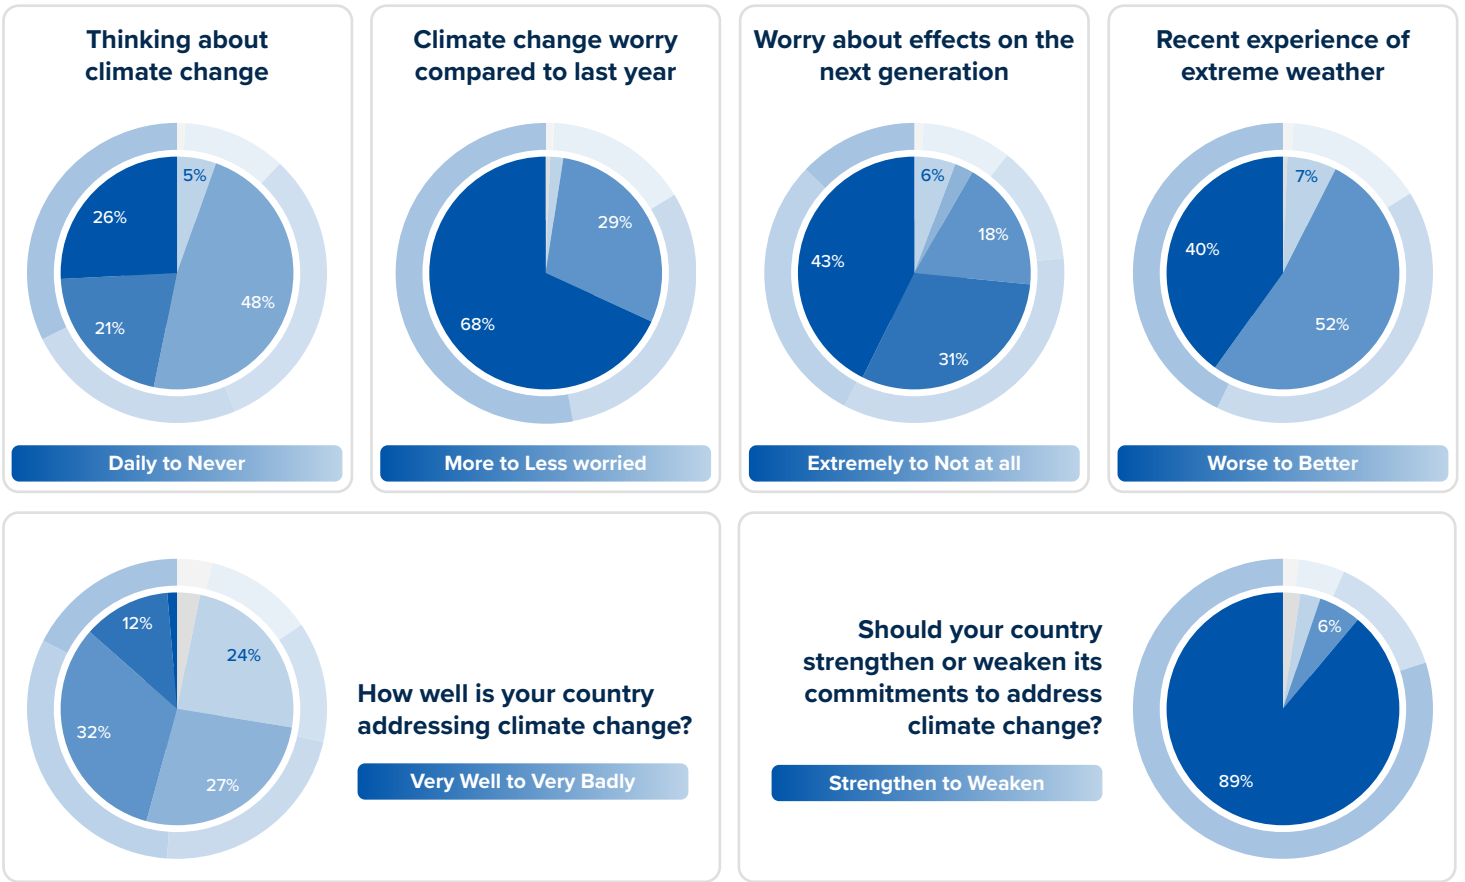 Thinking about
climate change
5%
26%
48%
21%
Daily to Never
Climate change worry
compared to last year
29%
68%
More to Less worried
Worry about effects on the
next generation
6%
18%
43%
31%
Extremely to Not at all
Recent experience of
extreme weather
7%
40%
52%
Worse to Better
12%
24%
32%
27%
How well is your country
addressing climate change?
Very Well to Very Badly
Should your country
strengthen or weaken its
commitments to address
climate change?
Strengthen to Weaken
6%
89%